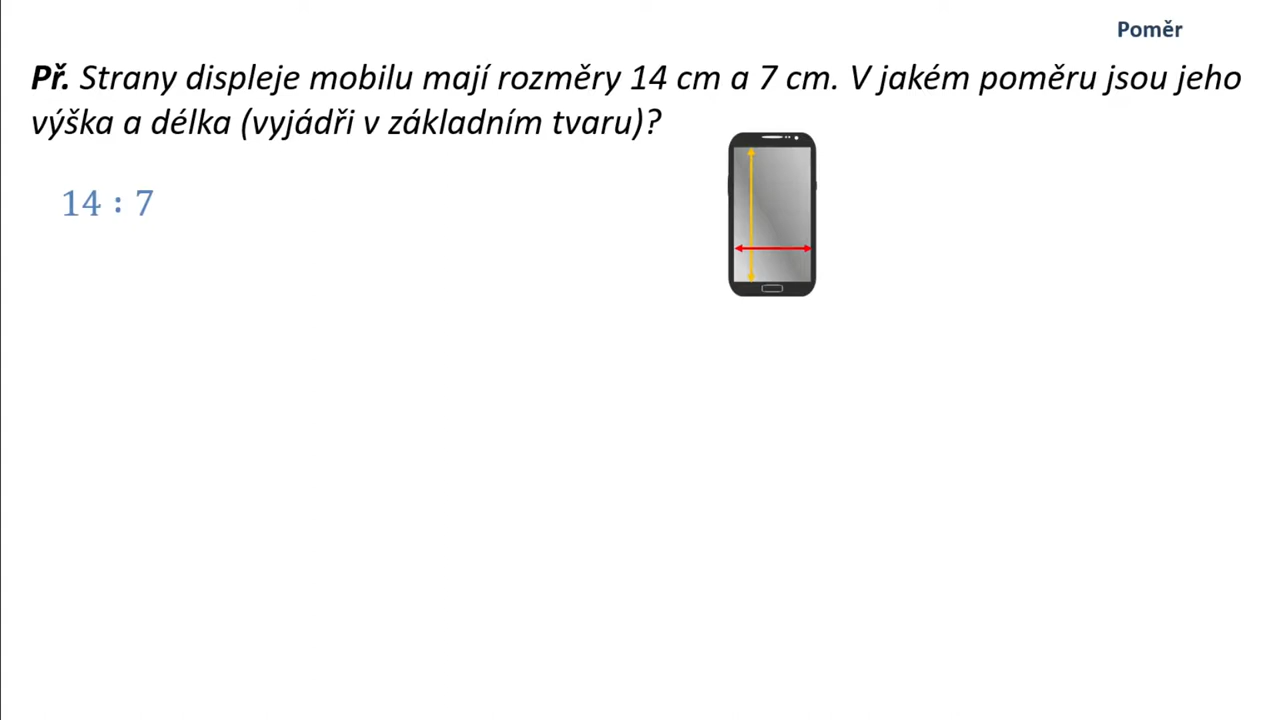 Poměr
Př. Strany displeje mobilu mají rozměry 14 cm a 7 cm. V jakém poměru jsou jeho
výška a délka (vyjádři v základním tvaru)?
14 : 7